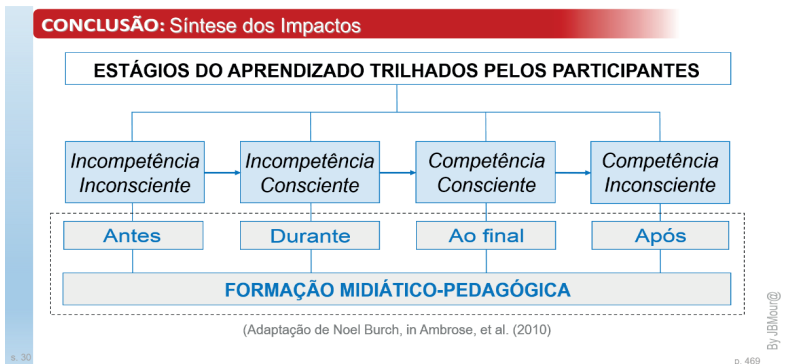 CONCLUSÃO: Síntese dos Impactos
ESTÁGIOS DO APRENDIZADO TRILHADOS PELOS PARTICIPANTES
Incompetência
Inconsciente
Incompetência
Consciente
Competência
Consciente
Competência
Inconsciente
Antes
Durante
Ao final
Após
FORMAÇÃO MIDIÁTICO-PEDAGÓGICA
(Adaptação de Noel Burch, in Ambrose, et al. (2010)
By JBMour@
s. 30
p. 469